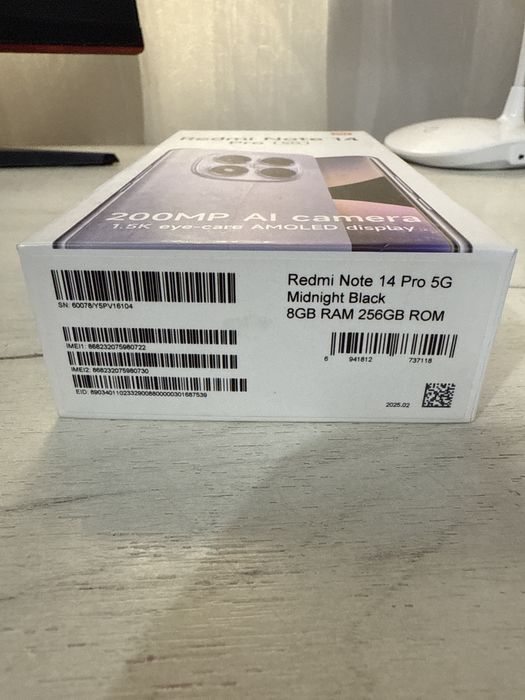 Redmi Note 14
Pro (5G)
200MP AI camera
1.5K eye-care AMOLED display
SN: 60078/Y5PV16104
IMEI1: 868232075980722
IMEI2: 868232075980730
EID: 89034011023329008800000301687539
Redmi Note 14 Pro 5G
Midnight Black
8GB RAM 256GB ROM
6 941812 737118
2025.02